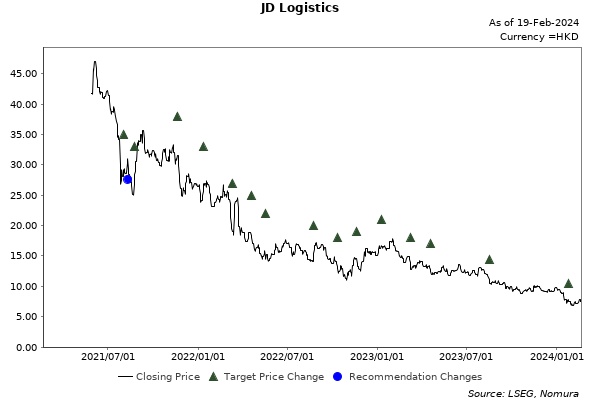 JD Logistics
As of 19-Feb-2024
Currency =HKD
45.00
40.00
35.00
30.00
25.00
20.00
15.00
10.00
5.00
0.00
2021/07/01 2022/01/01 2022/07/01 2023/01/01 2023/07/01 2024/01/01
Closing Price Target Price Change Recommendation Changes
Source: LSEG, Nomura